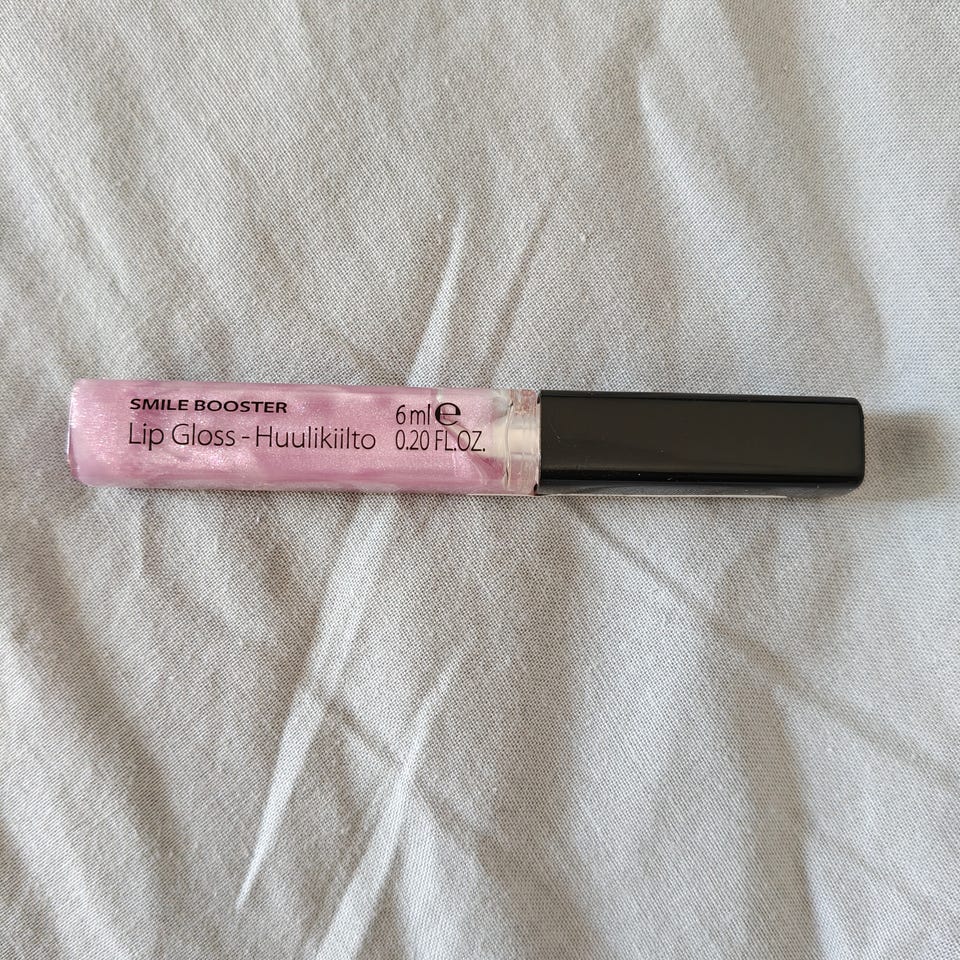 SMILE BOOSTER
Lip Gloss - Huulikiilto
6 ml ℮
0.20 FL.OZ.